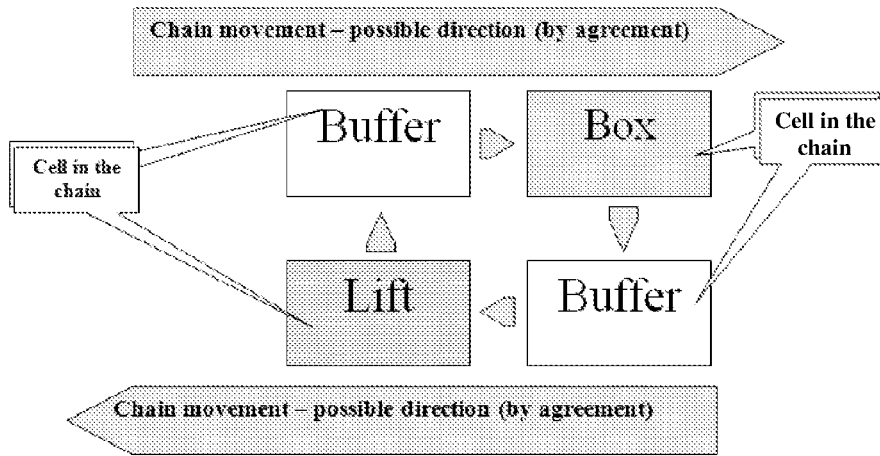 Chain movement – possible direction (by agreement)
Buffer
Box
Cell in the
chain
Cell in the
chain
Lift
Buffer
Chain movement – possible direction (by agreement)